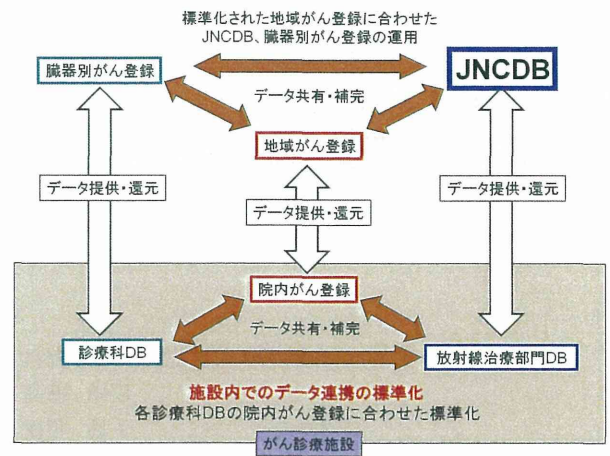 標準化された地域がん登録に合わせた
JNCDB、臓器別がん登録の運用
臓器別がん登録
JNCDB
データ共有・補完
地域がん登録
データ提供・還元
データ提供・還元
データ提供・還元
院内がん登録
データ共有・補完
診療科DB
放射線治療部門DB
施設内でのデータ連携の標準化
各診療科DBの院内がん登録に合わせた標準化
がん診療施設